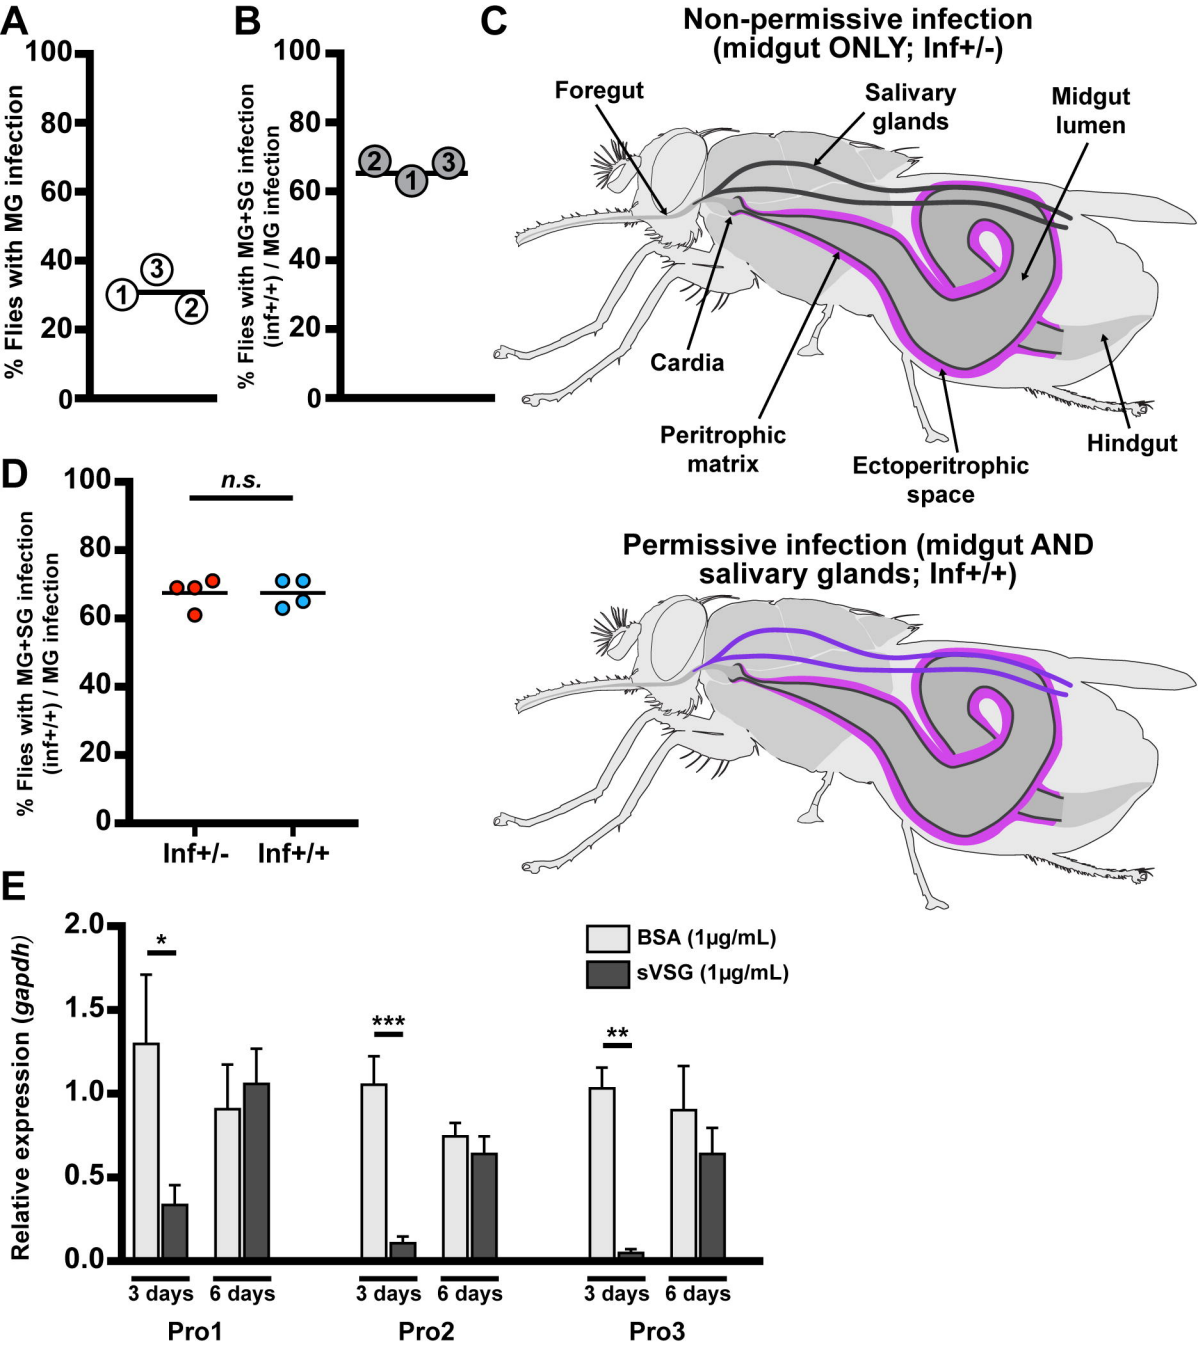 A
% Flies with MG infection
100
80
60
40
20
0
1
3
2
B
% Flies with MG+SG infection
(inf+/+) / MG infection
100
80
60
40
20
0
2
1
3
C
Non-permissive infection
(midgut ONLY; Inf+/-)
Foregut
Salivary
glands
Midgut
lumen
Cardia
Peritrophic
matrix
Ectoperitrophic
space
Hindgut
Permissive infection (midgut AND
salivary glands; Inf+/+)
D
% Flies with MG+SG infection
(inf+/+) / MG infection
100
80
60
40
20
0
n.s.
Inf+/-
Inf+/+
E
Relative expression (gapdh)
2.0
1.5
1.0
0.5
0.0
*
***
**
BSA (1µg/mL)
sVSG (1µg/mL)
3 days 6 days 3 days 6 days 3 days 6 days
Pro1 Pro2 Pro3